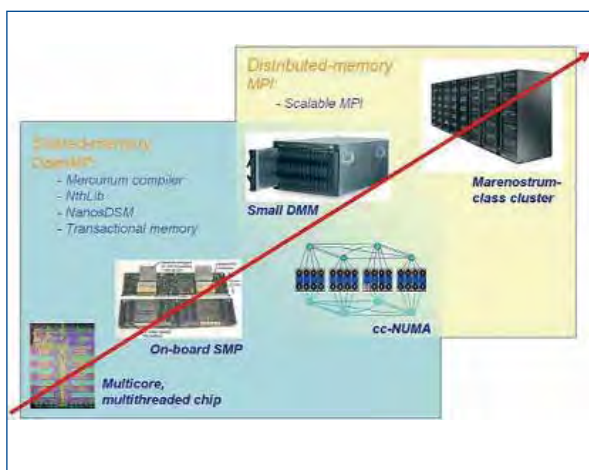 Distributed-memory
MPI:
- Scalable MPI
Shared-memory
OpenMP:
- Mercurium compiler
- NthLib
- NanosDSM
- Transactional memory
Small DMM
Marenostrum-
class cluster
On-board SMP
cc-NUMA
Multicore,
multithreaded chip